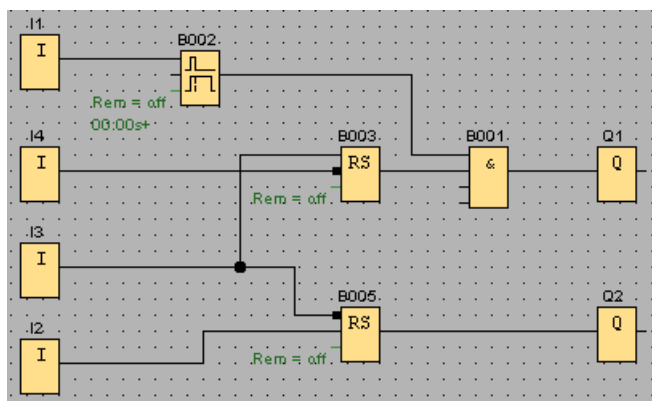 I1
I
B002
Rem = off
00:00s+
I4
I
B003
RS
Rem = off
B001
&
Q1
Q
I3
I
B005
RS
Rem = off
Q2
Q
I2
I